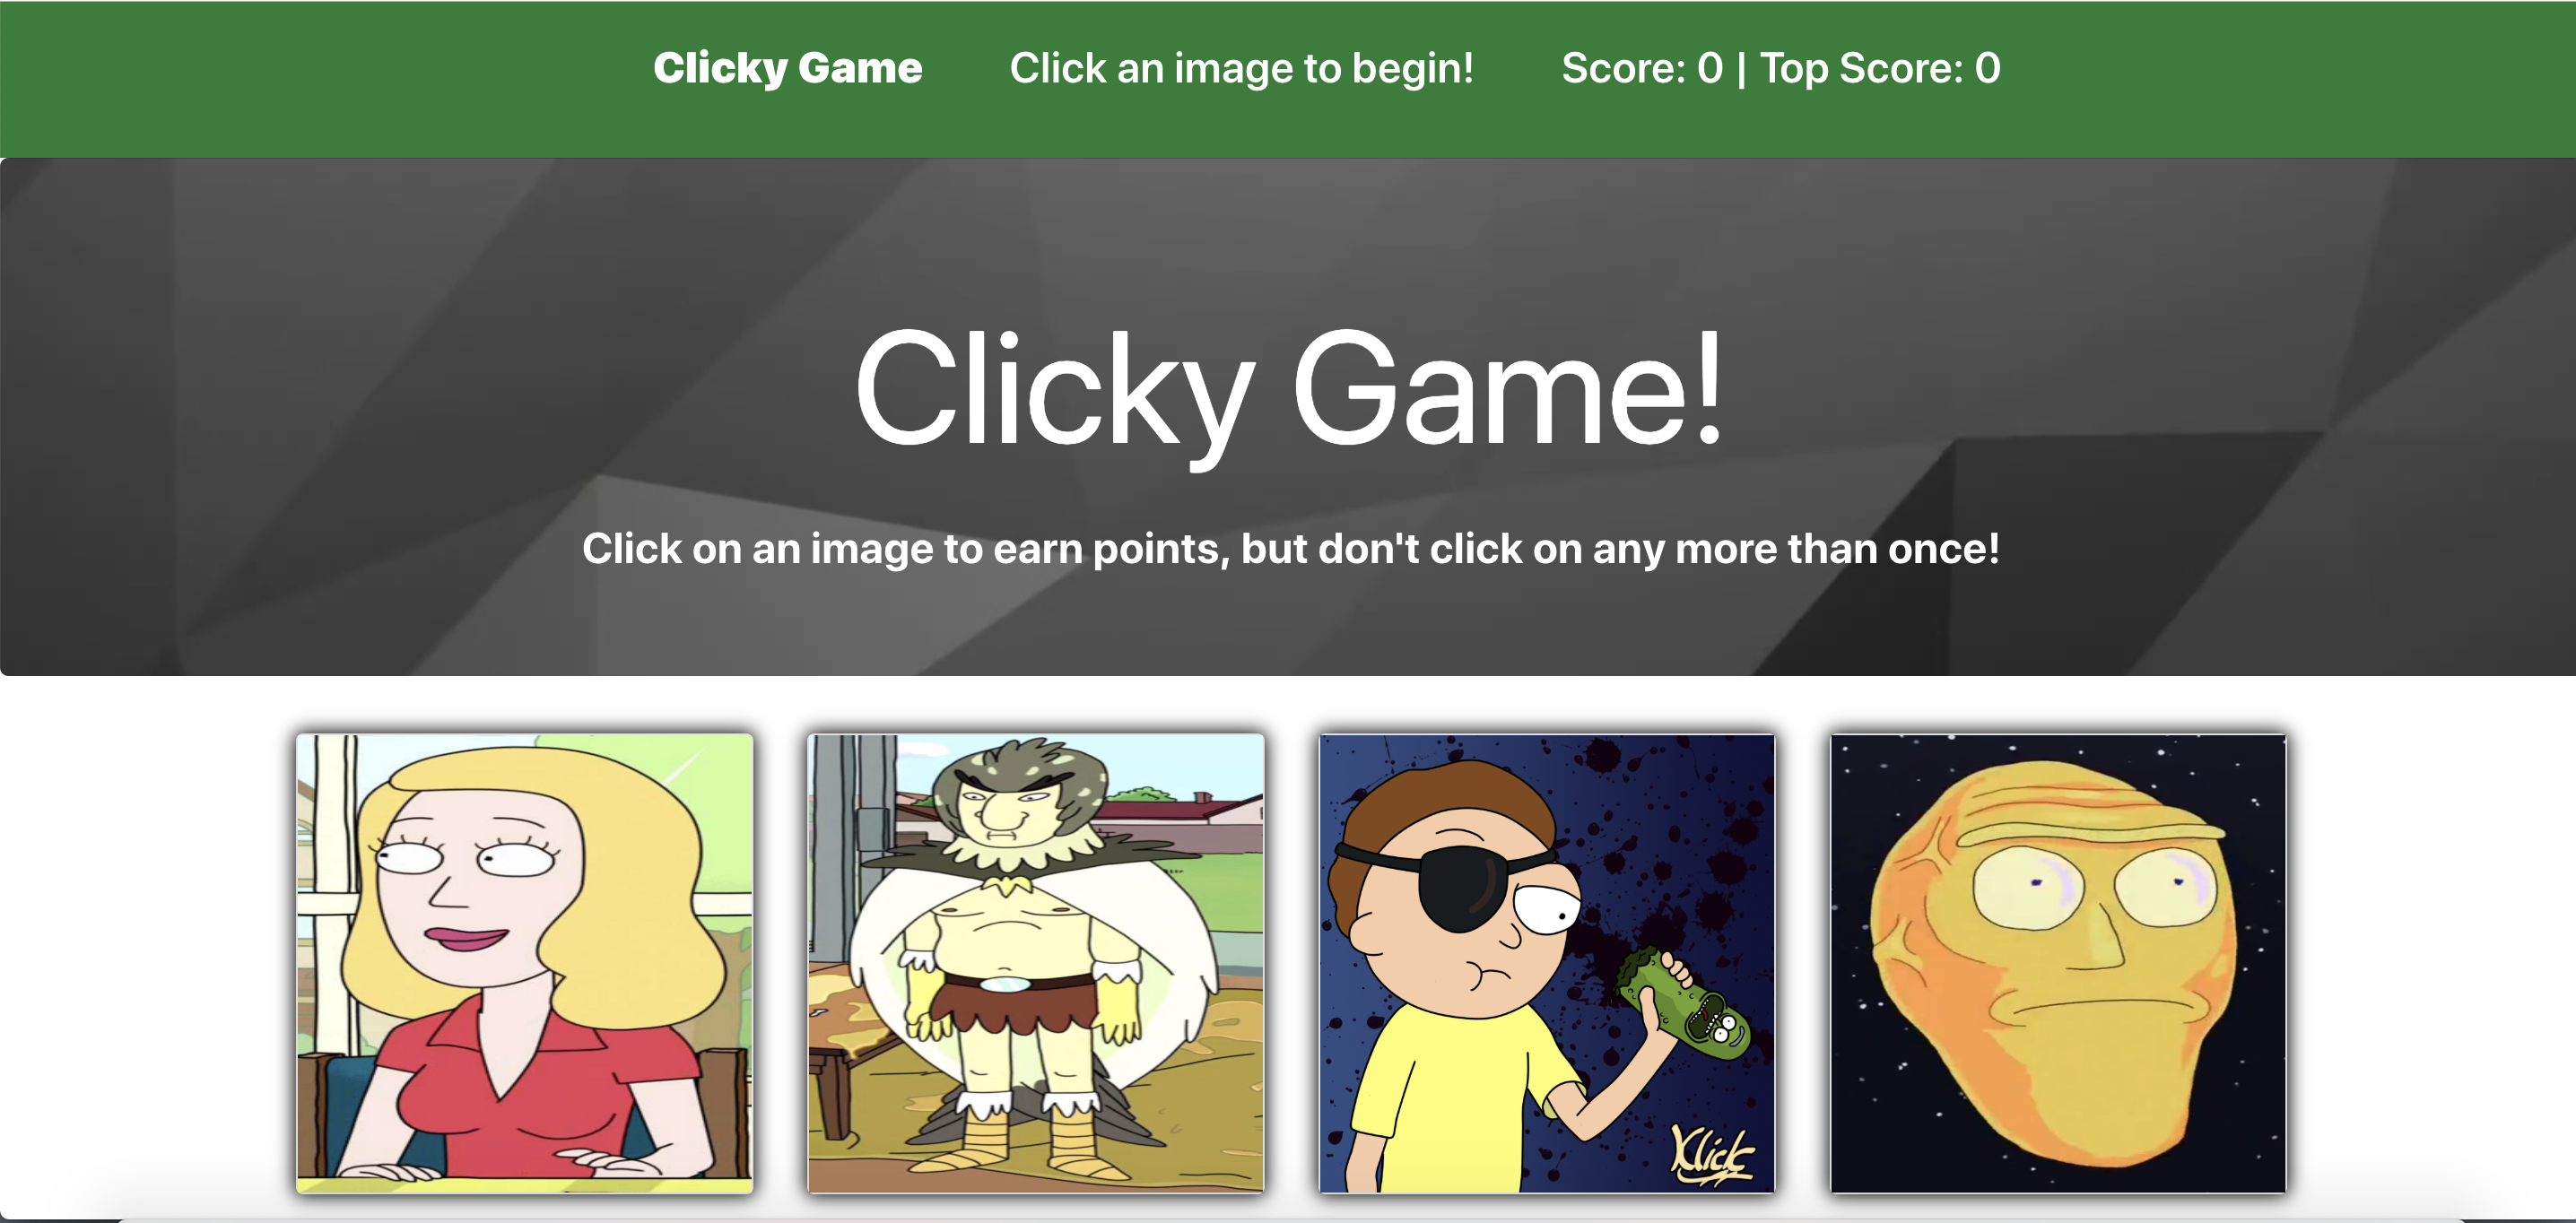 Clicky Game
Click an image to begin!
Score: 0 | Top Score: 0
Clicky Game!
Click on an image to earn points, but don't click on any more than once!
Klick